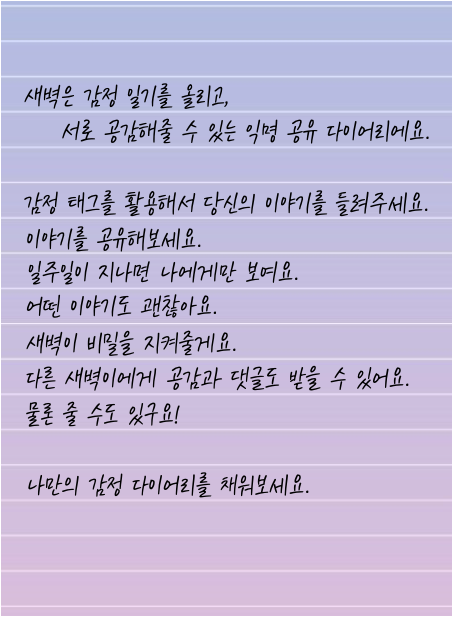 새벽은 감정 일기를 올리고,
서로 공감해줄 수 있는 익명 공유 다이어리에요.
감정 태그를 활용해서 당신의 이야기를 들려주세요.
이야기를 공유해보세요.
일주일이 지나면 나에게만 보여요.
어떤 이야기도 괜찮아요.
새벽이 비밀을 지켜줄게요.
다른 새벽이에게 공감과 댓글도 받을 수 있어요.
물론 줄 수도 있구요!
나만의 감정 다이어리를 채워보세요.